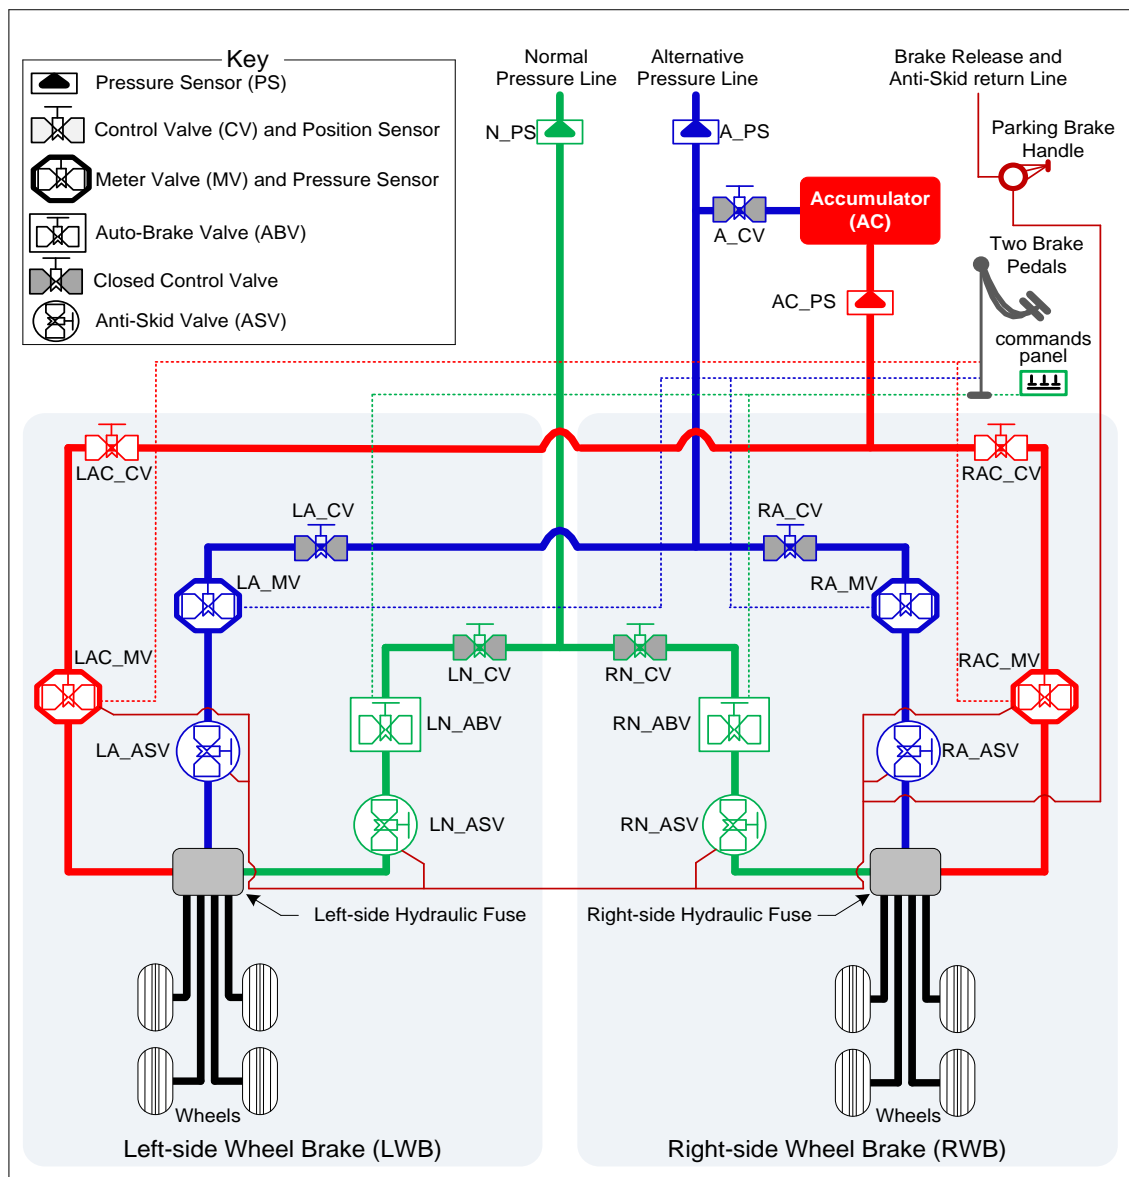 Key
Pressure Sensor (PS)
Control Valve (CV) and Position Sensor
Meter Valve (MV) and Pressure Sensor
Auto-Brake Valve (ABV)
Closed Control Valve
Anti-Skid Valve (ASV)
Normal
Pressure Line
Alternative
Pressure Line
Brake Release and
Anti-Skid return Line
N_PS
A_PS
Parking Brake
Handle
Accumulator
(AC)
A_CV
Two Brake
Pedals
AC_PS
commands
panel
LAC_CV
RAC_CV
LA_CV
RA_CV
LA_MV
RA_MV
LAC_MV
LN_CV
RN_CV
RAC_MV
LN_ABV
RN_ABV
LA_ASV
RA_ASV
LN_ASV
RN_ASV
Left-side Hydraulic Fuse
Right-side Hydraulic Fuse
Wheels
Wheels
Left-side Wheel Brake (LWB)
Right-side Wheel Brake (RWB)